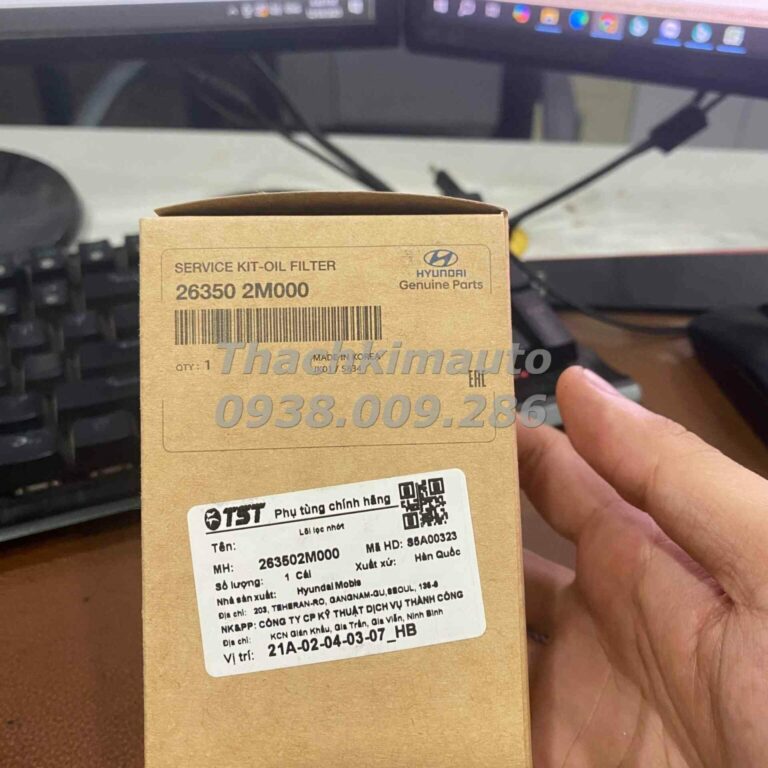 SERVICE KIT-OIL FILTER
26350 2M000
HYUNDAI
Genuine Parts
QTY : 1
MADE IN KOREA
EAC
Thachkimauto
0938.009.286
TST Phụ tùng chính hãng
Lõi lọc nhớt
Tên:
MH: 263502M000 Mã HD: S6A00323
Số lượng: 1 Cái Xuất xứ: Hàn Quốc
Nhà sản xuất: Hyundai Mobis
Địa chỉ: 203, TEHERAN-RO, GANGNAM-GU, SEOUL, 135-8
NK&PP: CÔNG TY CP KỸ THUẬT DỊCH VỤ THÀNH CÔNG
Địa chỉ: KCN Gián Khẩu, Gia Trấn, Gia Viễn, Ninh Bình
Vị trí: 21A-02-04-03-07_HB